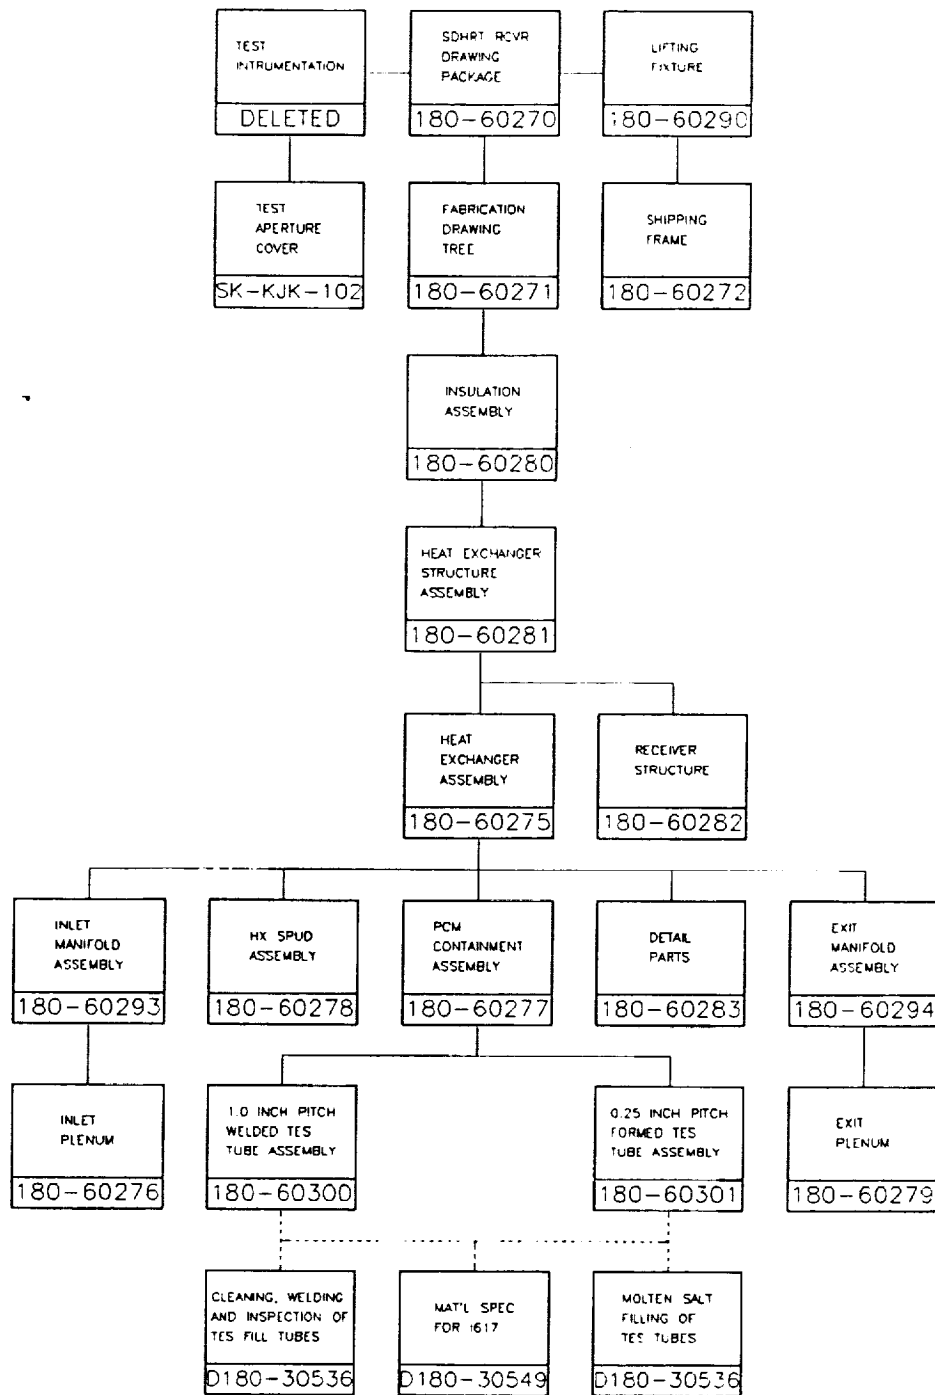 TEST
INTRUMENTATION
DELETED
SDHRT RCVR
DRAWING
PACKAGE
180-60270
LIFTING
FIXTURE
180-60290
TEST
APERTURE
COVER
SK-KJK-102
FABRICATION
DRAWING
TREE
180-60271
SHIPPING
FRAME
180-60272
INSULATION
ASSEMBLY
180-60280
HEAT EXCHANGER
STRUCTURE
ASSEMBLY
180-60281
HEAT
EXCHANGER
ASSEMBLY
180-60275
RECEIVER
STRUCTURE
180-60282
INLET
MANIFOLD
ASSEMBLY
180-60293
HX SPUD
ASSEMBLY
180-60278
PCM
CONTAINMENT
ASSEMBLY
180-60277
DETAIL
PARTS
180-60283
EXIT
MANIFOLD
ASSEMBLY
180-60294
INLET
PLENUM
180-60276
1.0 INCH PITCH
WELDED TES
TUBE ASSEMBLY
180-60300
0.25 INCH PITCH
FORMED TES
TUBE ASSEMBLY
180-60301
EXIT
PLENUM
180-60279
CLEANING, WELDING
AND INSPECTION OF
TES FILL TUBES
D180-30536
MAT'L SPEC
FOR I617
D180-30549
MOLTEN SALT
FILLING OF
TES TUBES
D180-30536